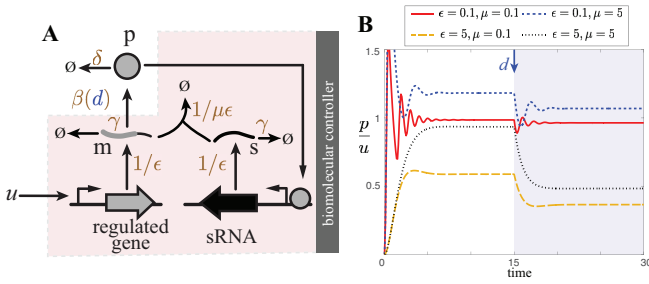 A
p
ø
δ
β(d)
ø
1/με
ø
γ
m
γ
s
ø
1/ε
1/ε
u
regulated
gene
sRNA
biomolecular controller
B
ϵ = 0.1, μ = 0.1
ϵ = 0.1, μ = 5
ϵ = 5, μ = 0.1
ϵ = 5, μ = 5
1.5
d
1
p
u
0.5
0
15
30
time